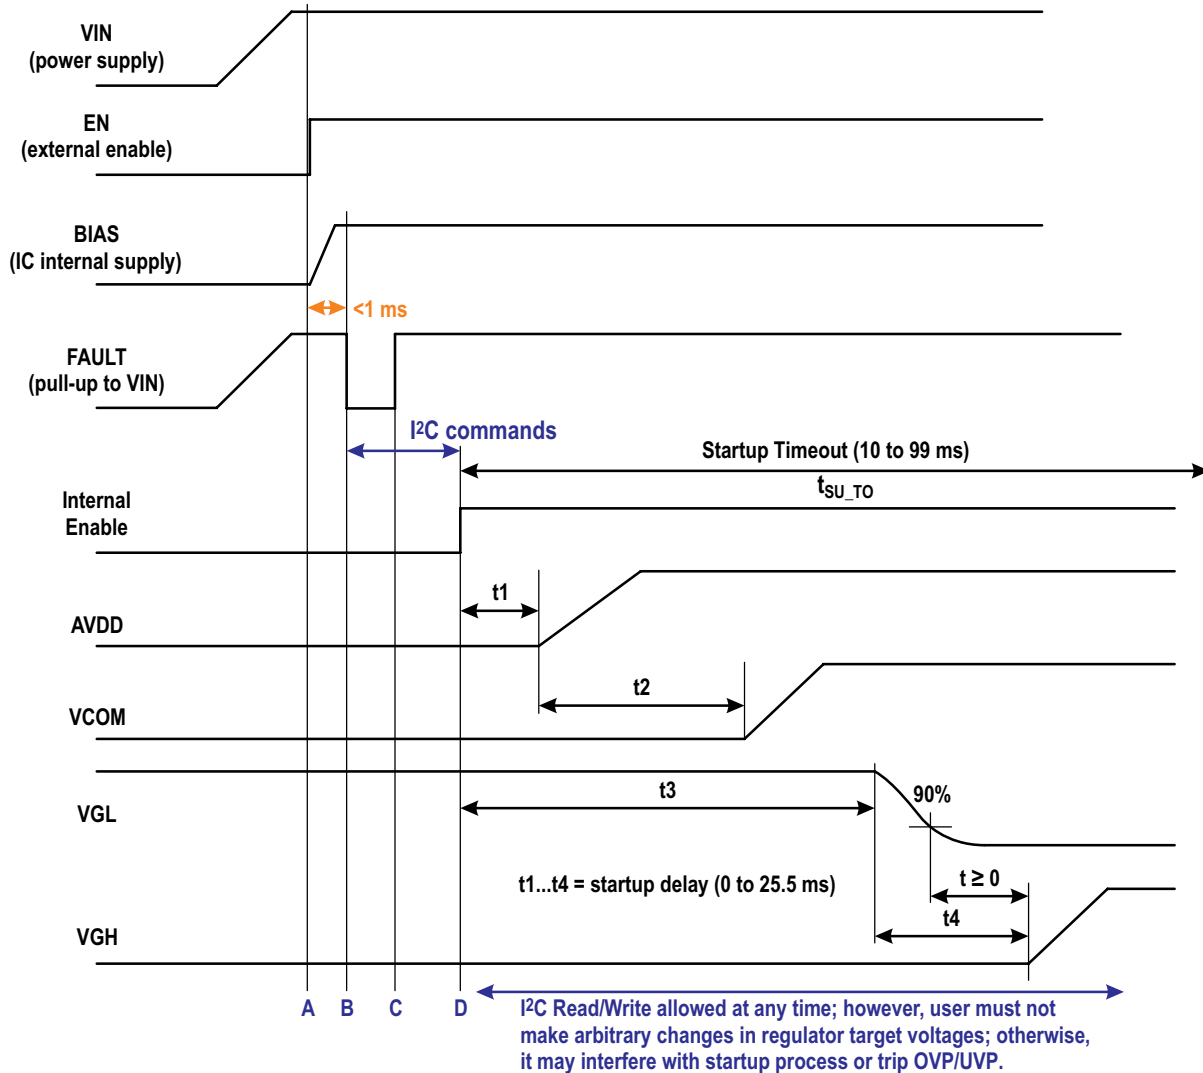 VIN
(power supply)
EN
(external enable)
BIAS
(IC internal supply)
<1 ms
FAULT
(pull-up to VIN)
I²C commands
Startup Timeout (10 to 99 ms)
tSU_TO
Internal
Enable
t1
AVDD
t2
VCOM
t3
90%
VGL
t1...t4 = startup delay (0 to 25.5 ms)
t ≥ 0
t4
VGH
A B C D
I²C Read/Write allowed at any time; however, user must not
make arbitrary changes in regulator target voltages; otherwise,
it may interfere with startup process or trip OVP/UVP.